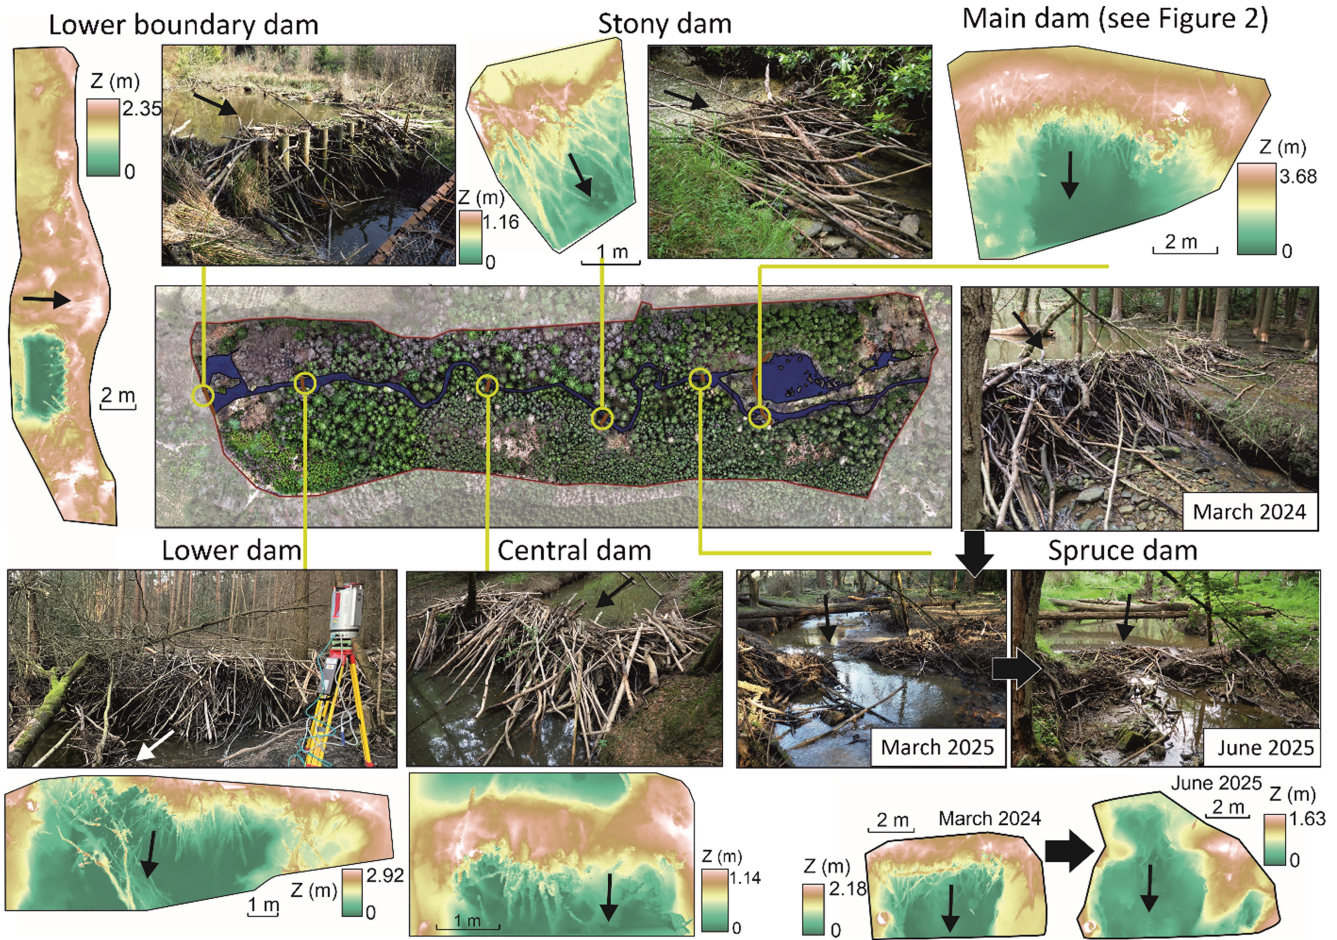 Lower boundary dam
Stony dam
Main dam (see Figure 2)
Z (m)
2.35
0
2 m
Z (m)
1.16
0
1 m
Z (m)
3.68
0
2 m
March 2024
Lower dam
Central dam
Spruce dam
March 2025
June 2025
Z (m)
2.92
0
1 m
Z (m)
1.14
0
1 m
March 2024
2 m
Z (m)
2.18
0
June 2025
2 m
Z (m)
1.63
0